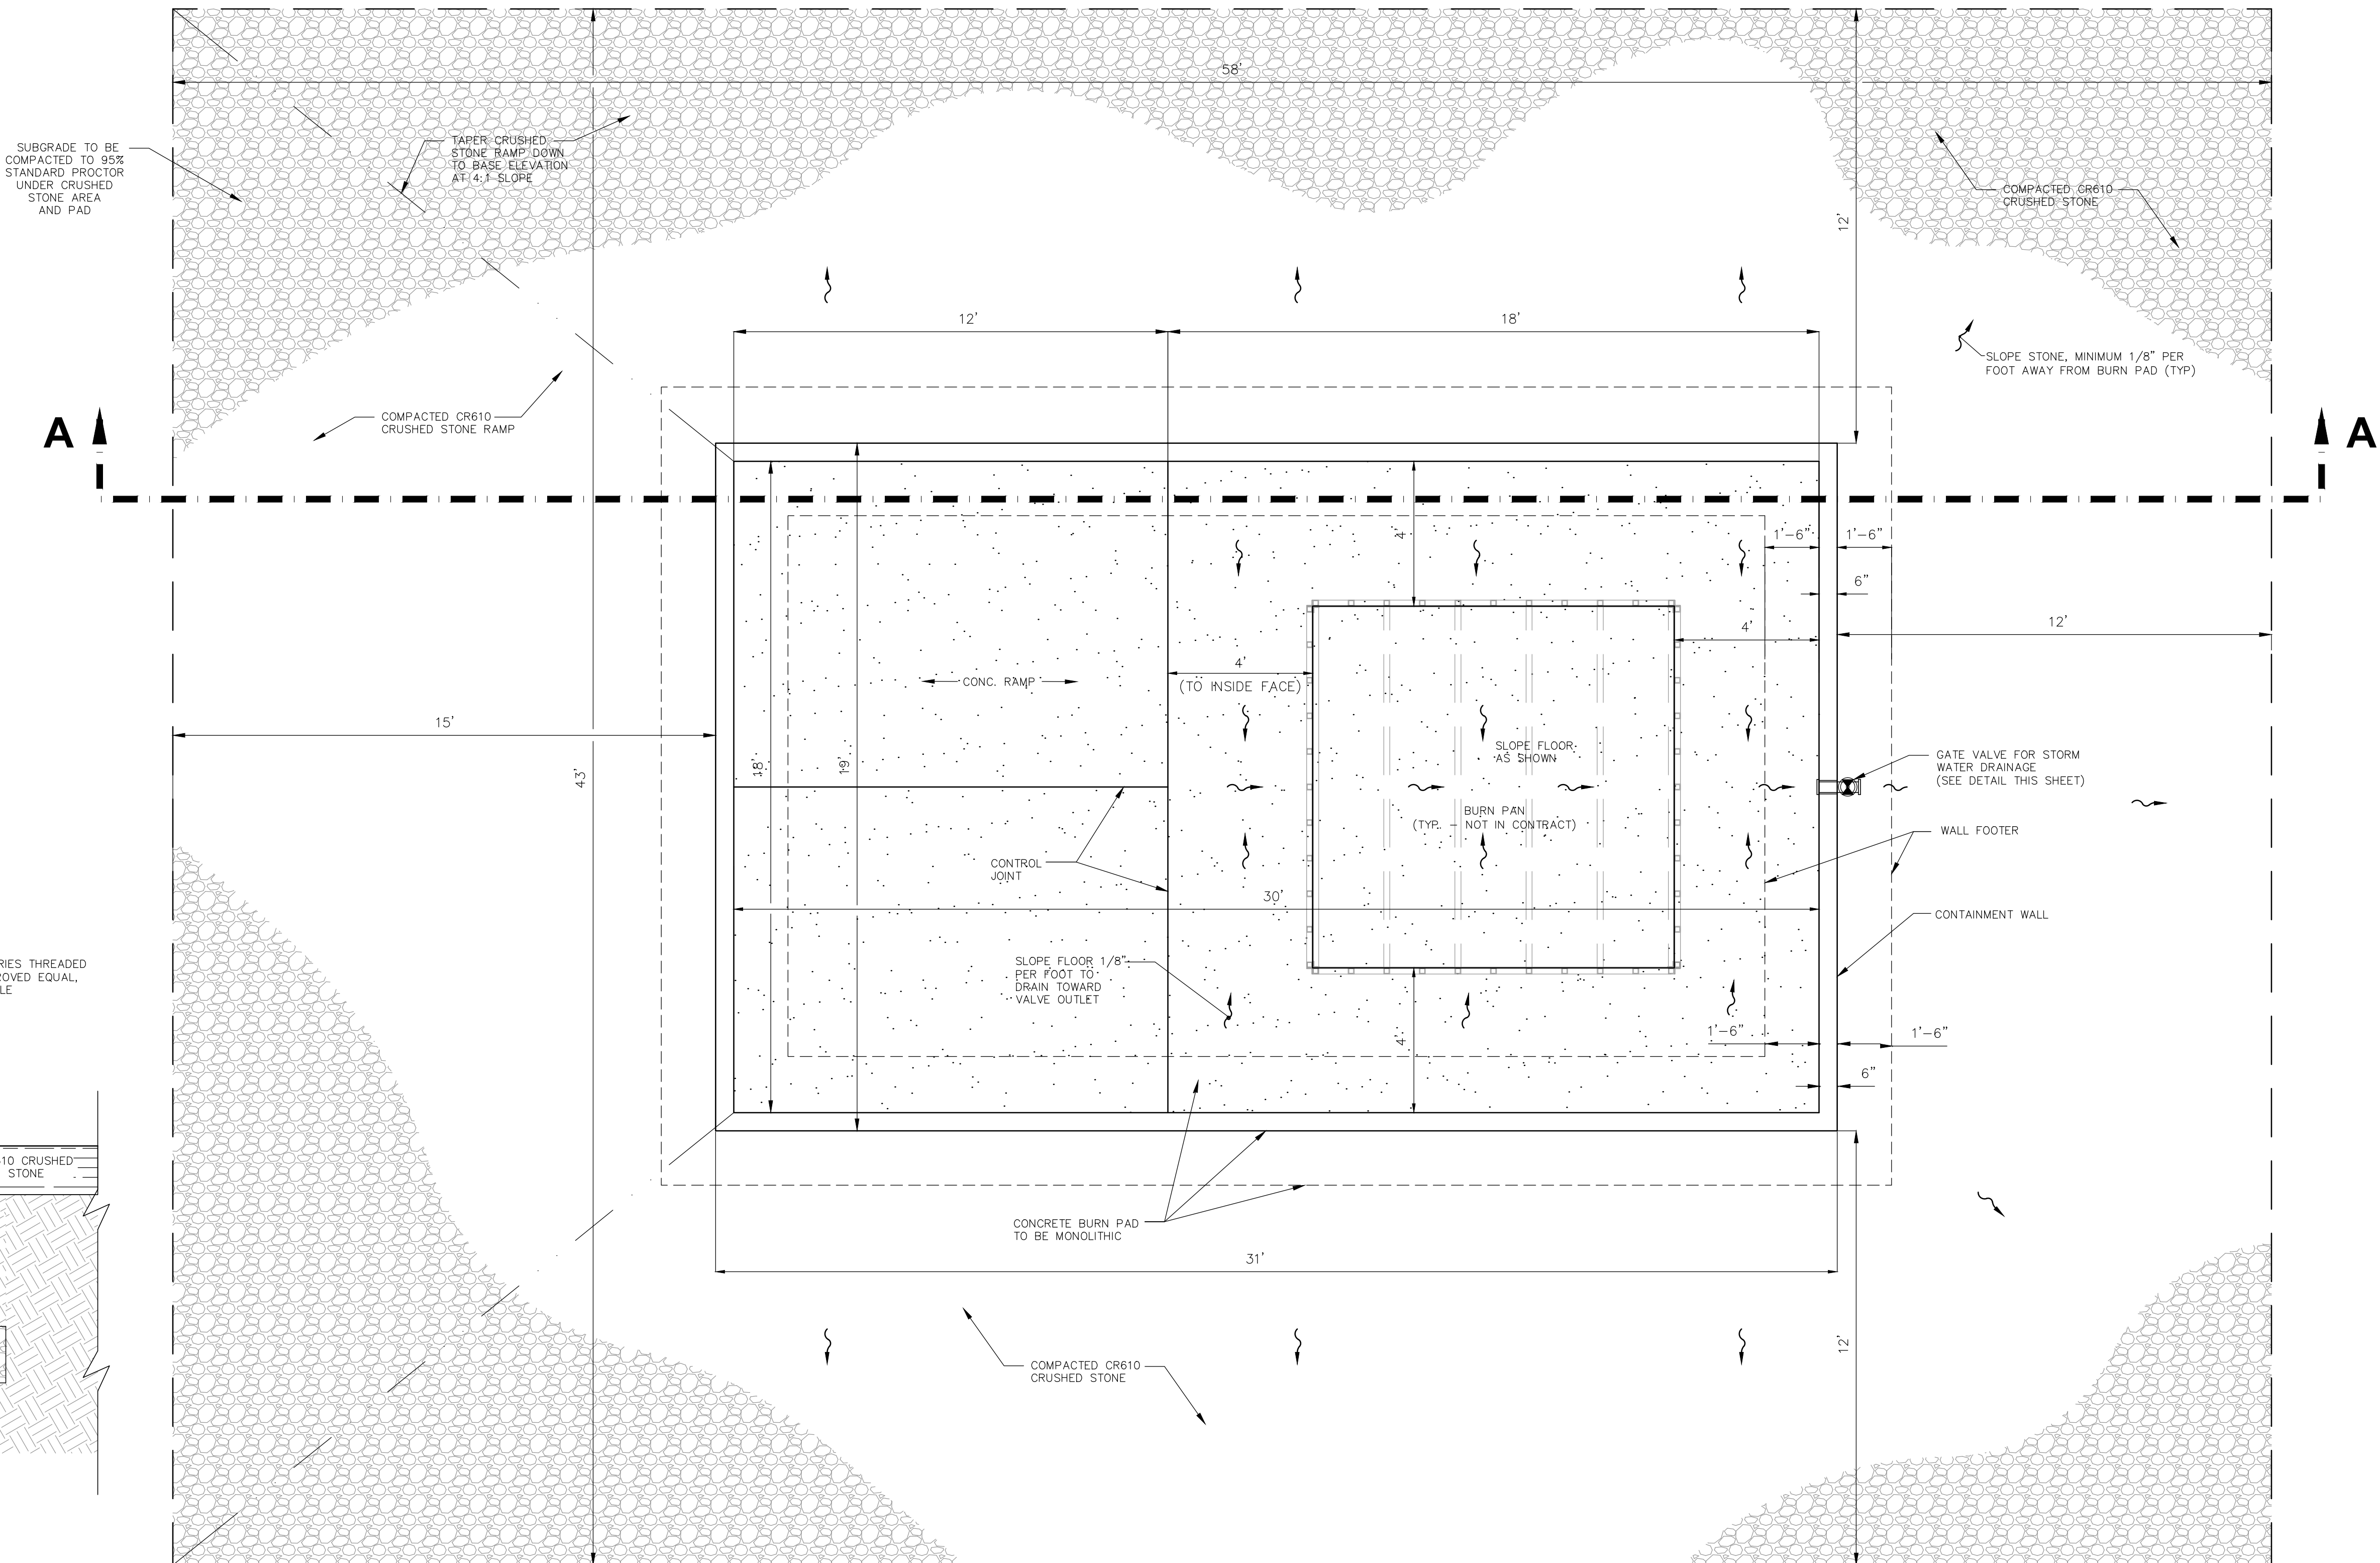 58'
SUBGRADE TO BE
COMPACTED TO 95%
STANDARD PROCTOR
UNDER CRUSHED
STONE AREA
AND PAD
TAPER CRUSHED
STONE RAMP DOWN
TO BASE ELEVATION
AT 4:1 SLOPE
COMPACTED CR610
CRUSHED STONE
12'
12'
18'
SLOPE STONE, MINIMUM 1/8" PER
FOOT AWAY FROM BURN PAD (TYP)
COMPACTED CR610
CRUSHED STONE RAMP
A
A
4'
1'-6"
1'-6"
6"
12'
4'
4'
(TO INSIDE FACE)
CONC. RAMP
15'
43'
18'
19'
SLOPE FLOOR
AS SHOWN
GATE VALVE FOR STORM
WATER DRAINAGE
(SEE DETAIL THIS SHEET)
BURN PAN
(TYP. - NOT IN CONTRACT)
WALL FOOTER
CONTROL
JOINT
30'
CONTAINMENT WALL
SLOPE FLOOR 1/8"
PER FOOT TO
DRAIN TOWARD
VALVE OUTLET
RIES THREADED
ROVED EQUAL,
LE
4'
1'-6"
1'-6"
6"
10 CRUSHED
STONE
CONCRETE BURN PAD
TO BE MONOLITHIC
31'
12'
COMPACTED CR610
CRUSHED STONE